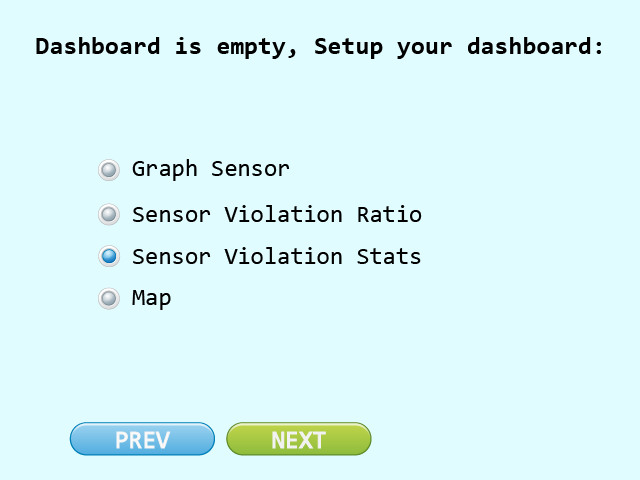 Dashboard is empty, Setup your dashboard:
Graph Sensor
Sensor Violation Ratio
Sensor Violation Stats
Map
PREV
NEXT